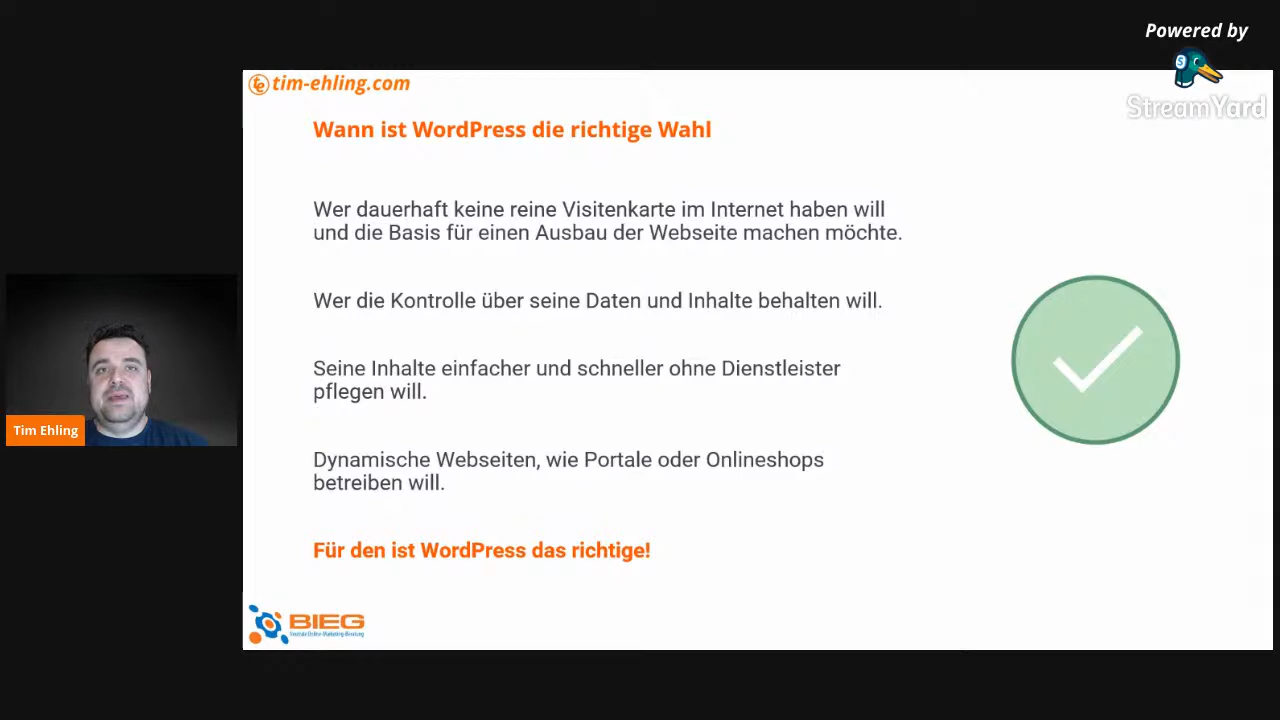 Powered by
StreamYard
tim-ehling.com
Wann ist WordPress die richtige Wahl
Wer dauerhaft keine reine Visitenkarte im Internet haben will
und die Basis für einen Ausbau der Webseite machen möchte.
Wer die Kontrolle über seine Daten und Inhalte behalten will.
Seine Inhalte einfacher und schneller ohne Dienstleister
pflegen will.
Dynamische Webseiten, wie Portale oder Onlineshops
betreiben will.
Für den ist WordPress das richtige!
Tim Ehling
BIEG